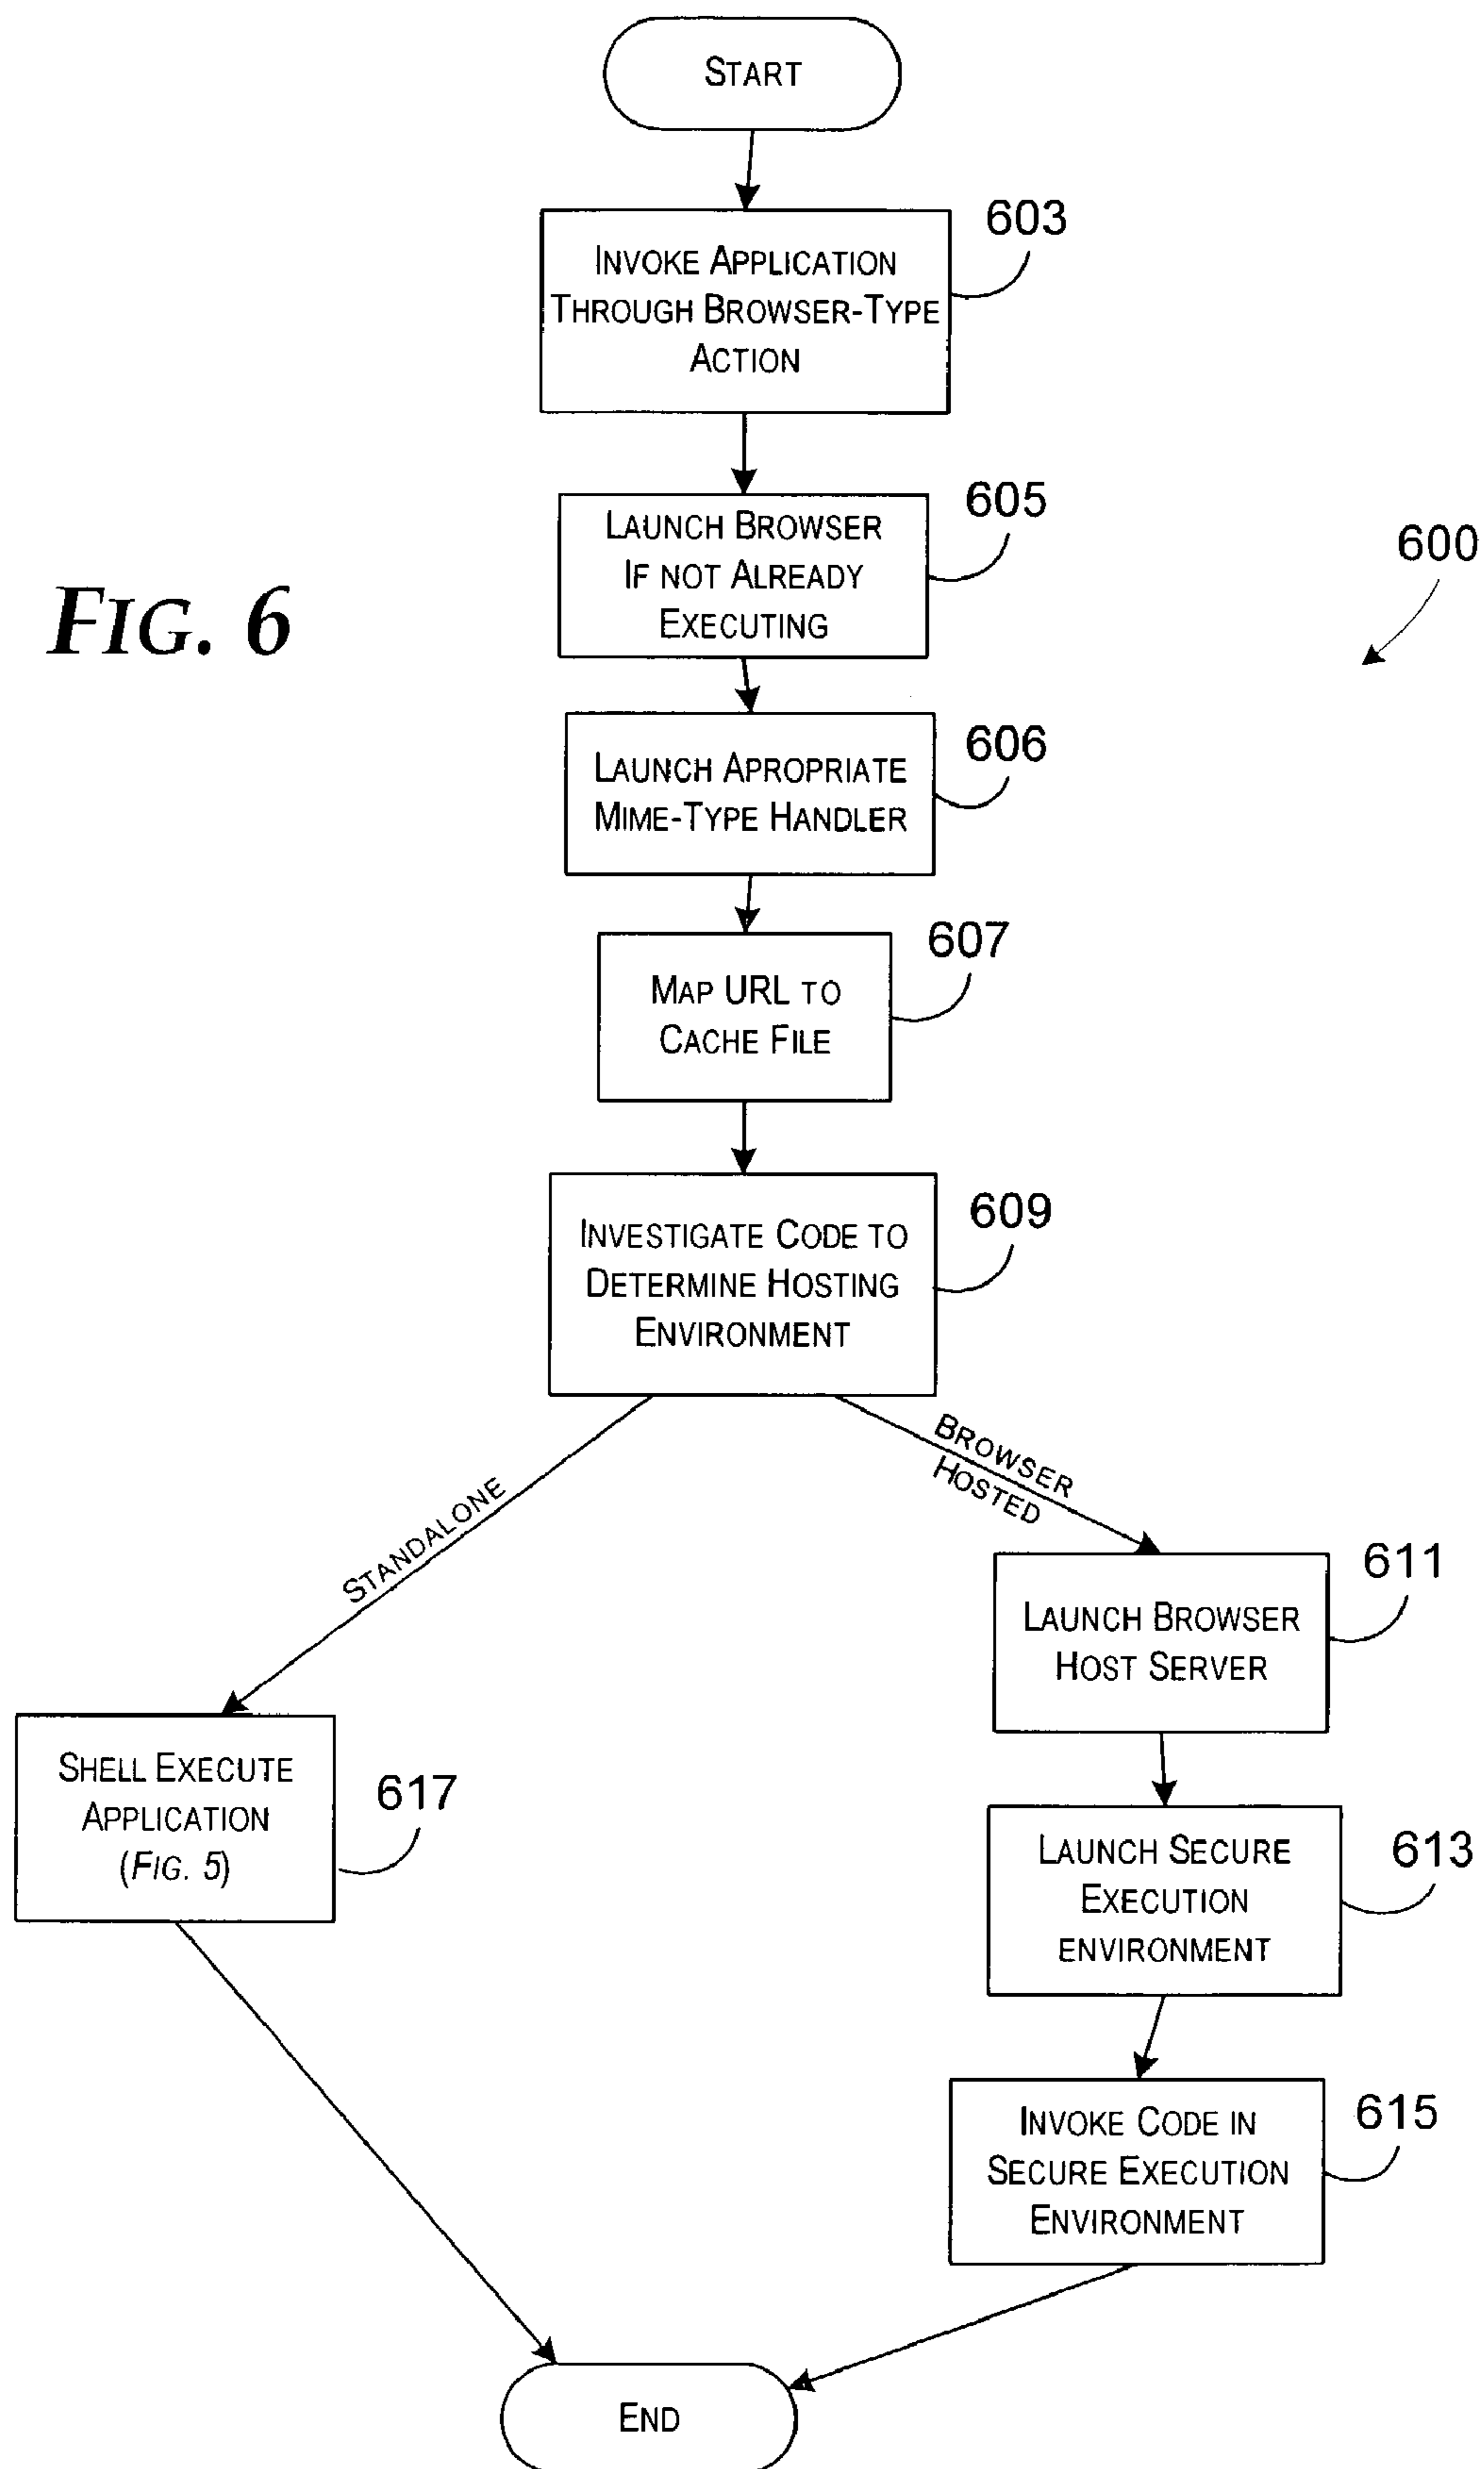 START
INVOKE APPLICATION
THROUGH BROWSER-TYPE
ACTION
603
LAUNCH BROWSER
IF NOT ALREADY
EXECUTING
605
600
FIG. 6
LAUNCH APROPRIATE
MIME-TYPE HANDLER
606
MAP URL TO
CACHE FILE
607
INVESTIGATE CODE TO
DETERMINE HOSTING
ENVIRONMENT
609
STANDALONE
BROWSER
HOSTED
LAUNCH BROWSER
HOST SERVER
611
SHELL EXECUTE
APPLICATION
(FIG. 5)
617
LAUNCH SECURE
EXECUTION
ENVIRONMENT
613
INVOKE CODE IN
SECURE EXECUTION
ENVIRONMENT
615
END